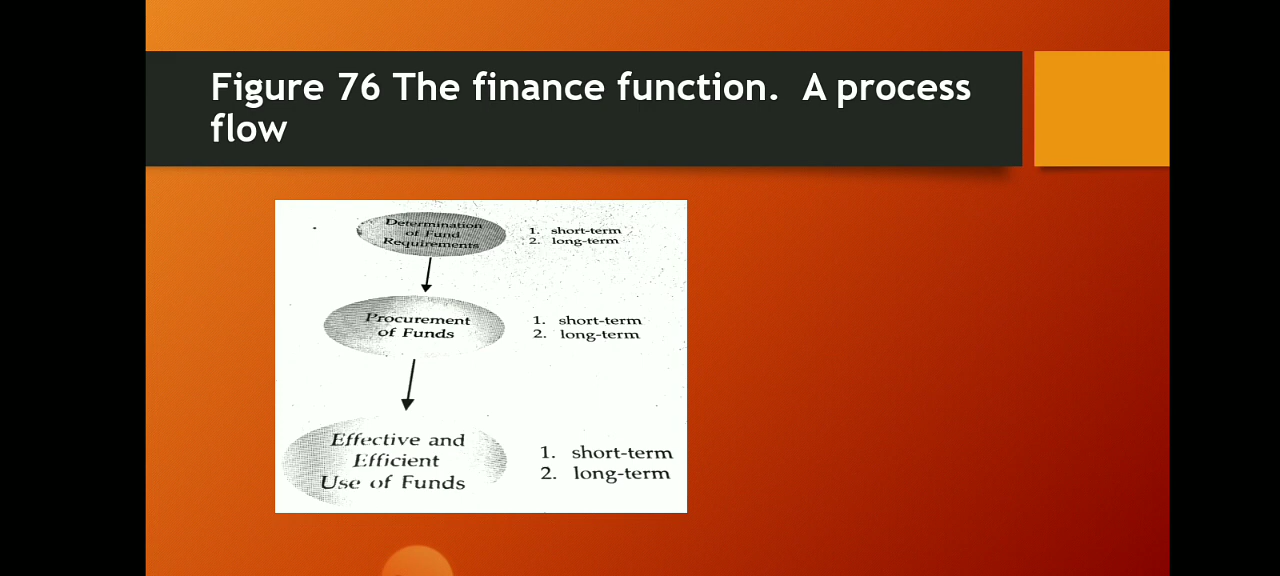 Figure 76 The finance function.  A process
flow
Determination
of Fund
Requirements
1. short-term
2. long-term
Procurement
of Funds
1. short-term
2. long-term
Effective and
Efficient
Use of Funds
1. short-term
2. long-term